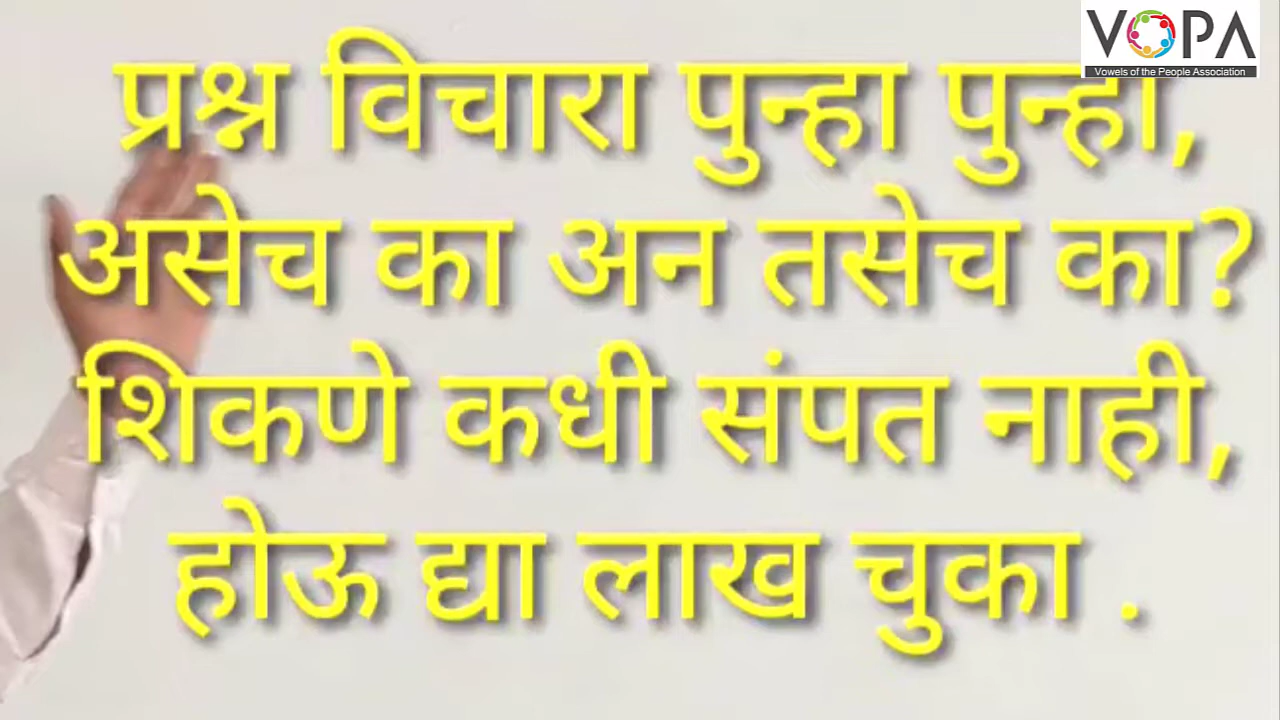 VOPA
Vowels of the People Association
प्रश्न विचारा पुन्हा पुन्हा,
असेच का अन तसेच का?
शिकणे कधी संपत नाही,
होऊ द्या लाख चुका .